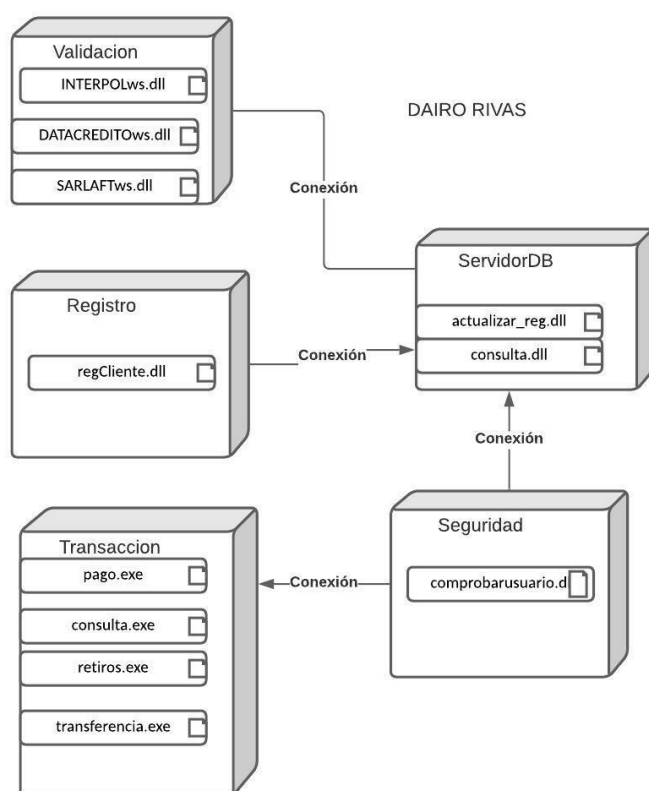 Validacion
INTERPOLws.dll
DATACREDITOws.dll
SARLAFTws.dll
DAIRO RIVAS
Conexión
ServidorDB
actualizar_reg.dll
consulta.dll
Registro
regCliente.dll
Conexión
Conexión
Transaccion
pago.exe
consulta.exe
retiros.exe
transferencia.exe
Conexión
Seguridad
comprobarusuario.d